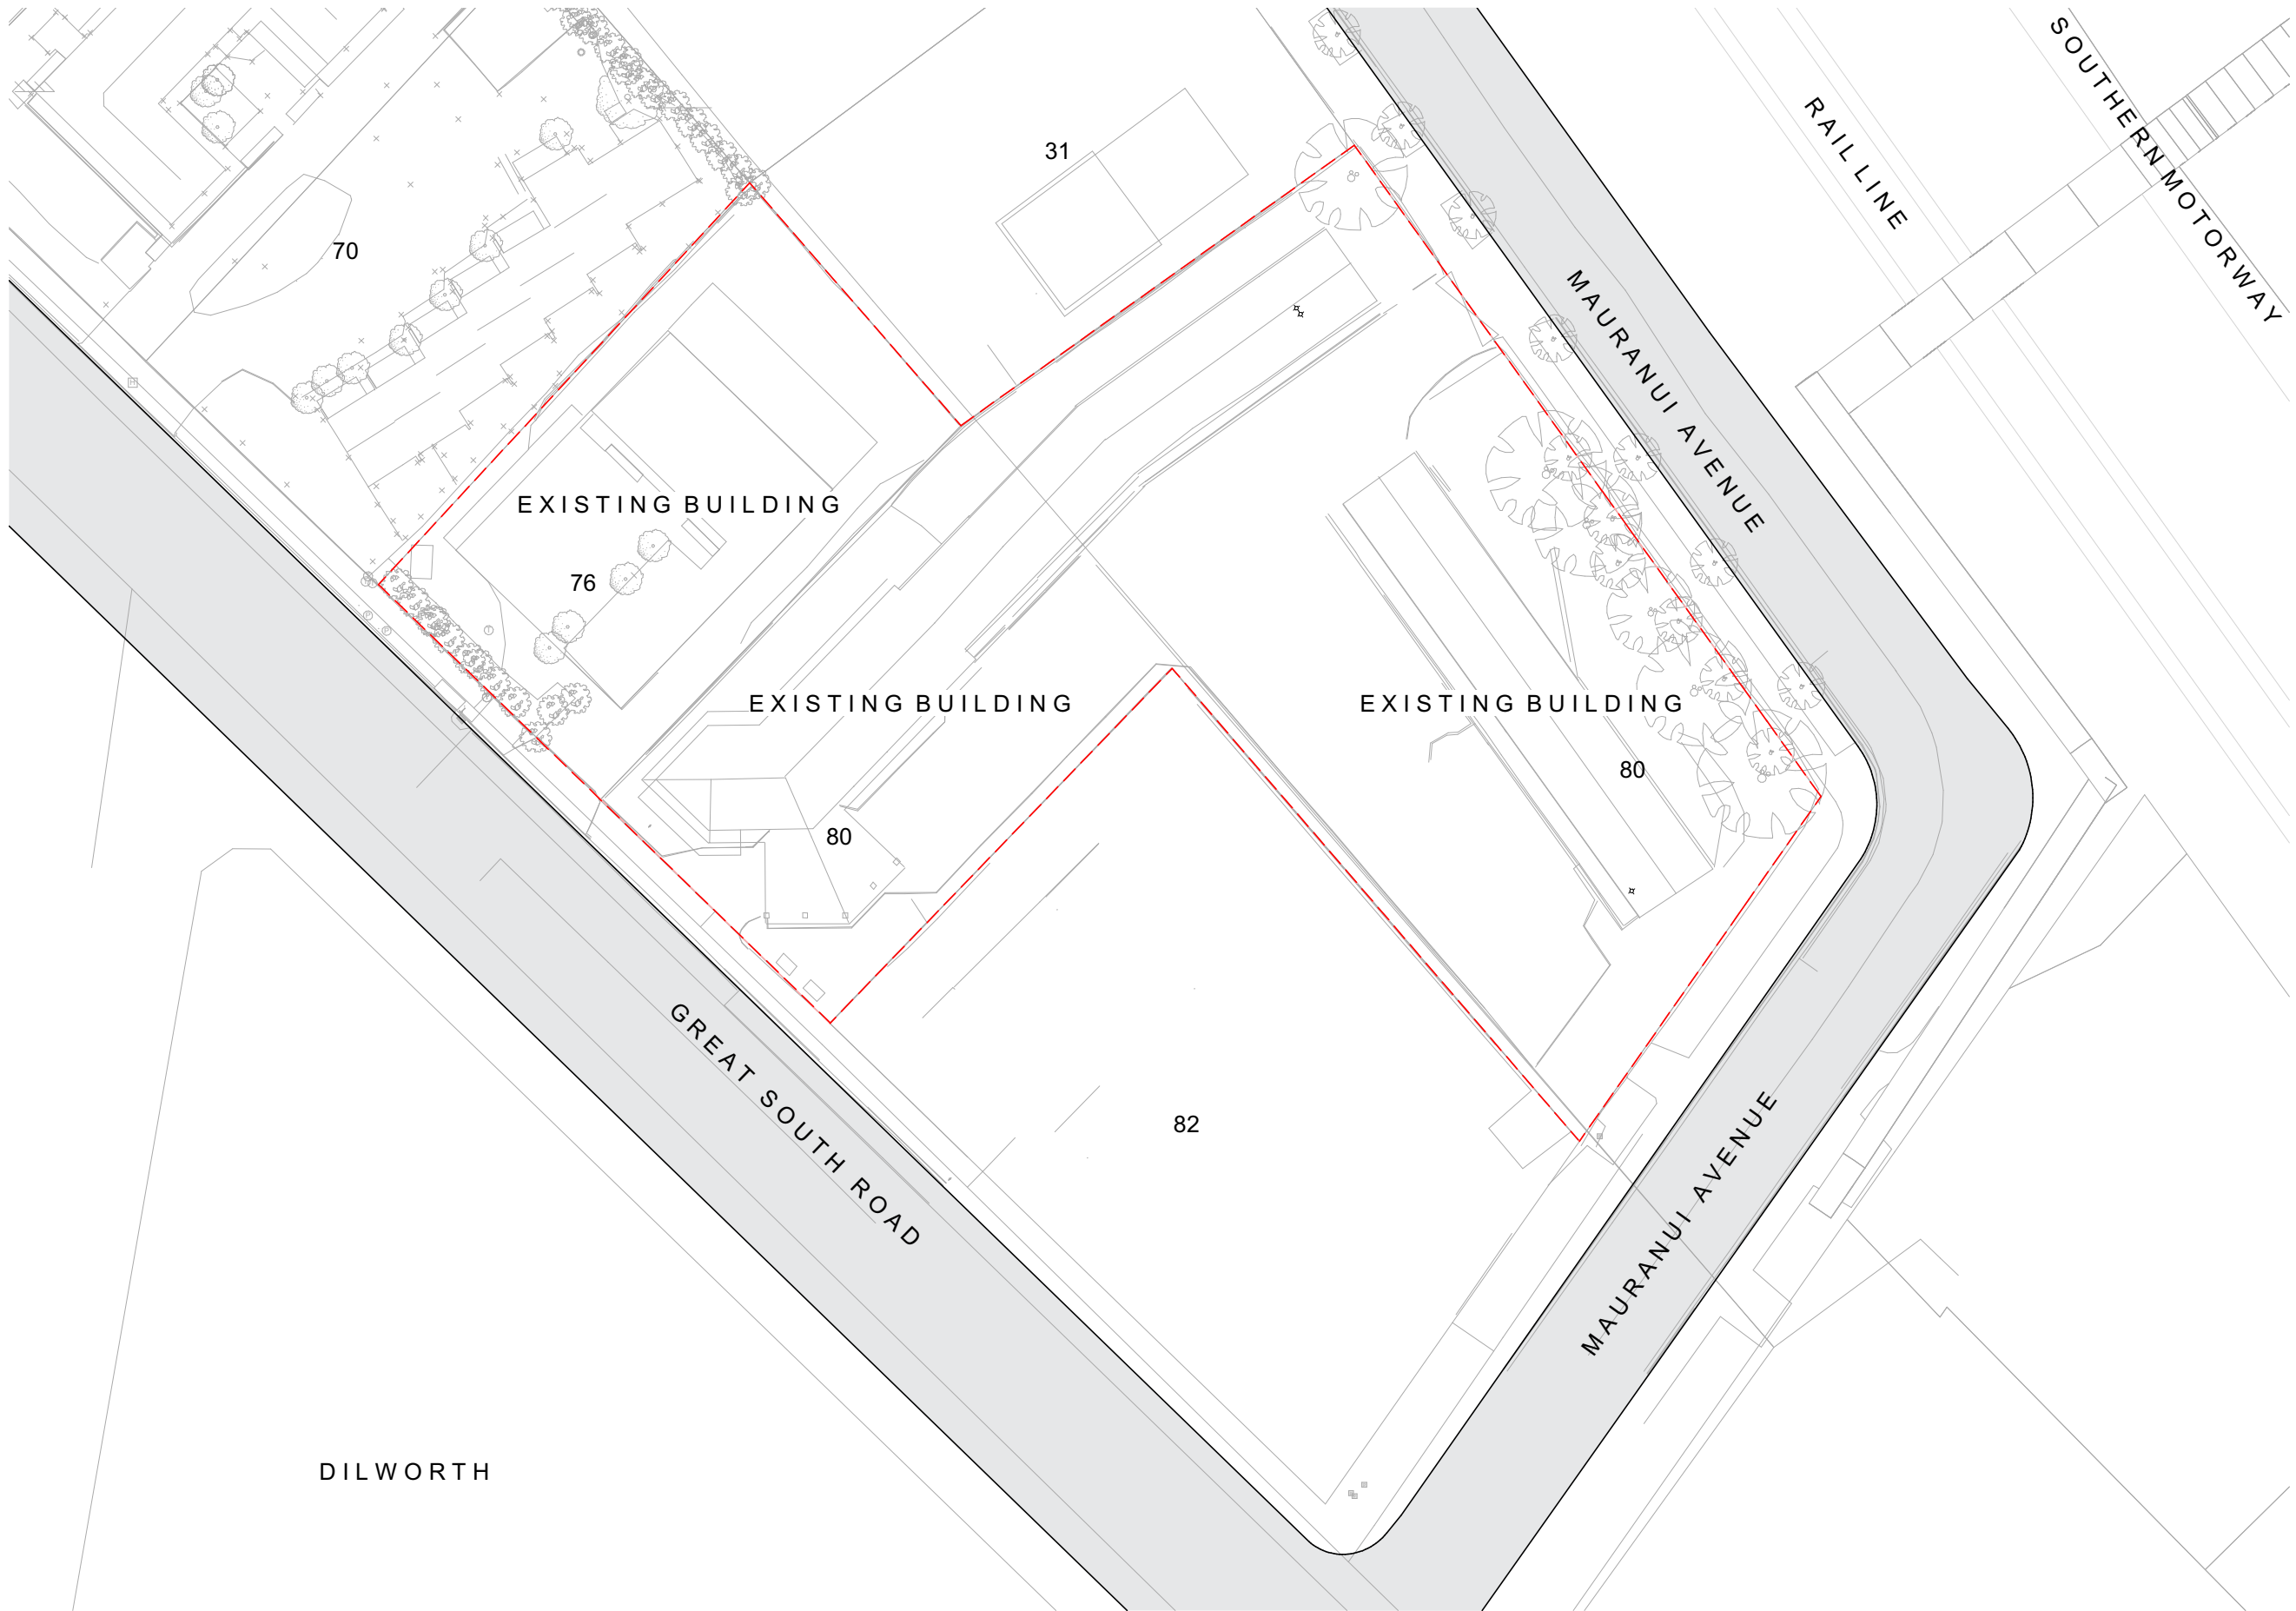 SOUTHERN MOTORWAY
RAIL LINE
31
70
MAURANUI AVENUE
EXISTING BUILDING
76
EXISTING BUILDING
EXISTING BUILDING
80
80
GREAT SOUTH ROAD
82
MAURANUI AVENUE
DILWORTH